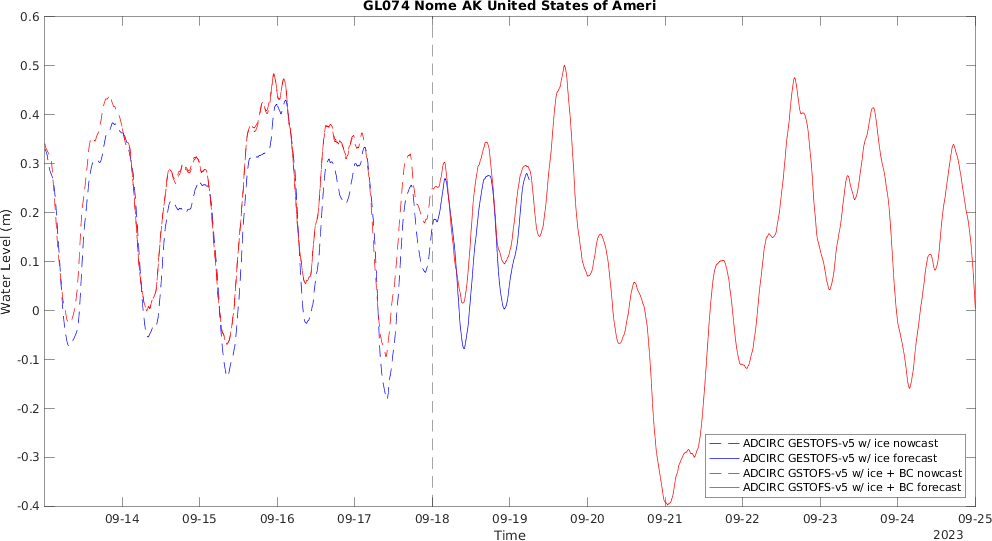 GL074 Nome AK United States of Ameri
0.6
0.5
0.4
0.3
0.2
0.1
0
-0.1
-0.2
-0.3
-0.4
Water Level (m)
ADCIRC GESTOFS-v5 w/ ice nowcast
ADCIRC GESTOFS-v5 w/ ice forecast
ADCIRC GSTOFS-v5 w/ ice + BC nowcast
ADCIRC GSTOFS-v5 w/ ice + BC forecast
09-14 09-15 09-16 09-17 09-18 09-19 09-20 09-21 09-22 09-23 09-24 09-25
Time
2023